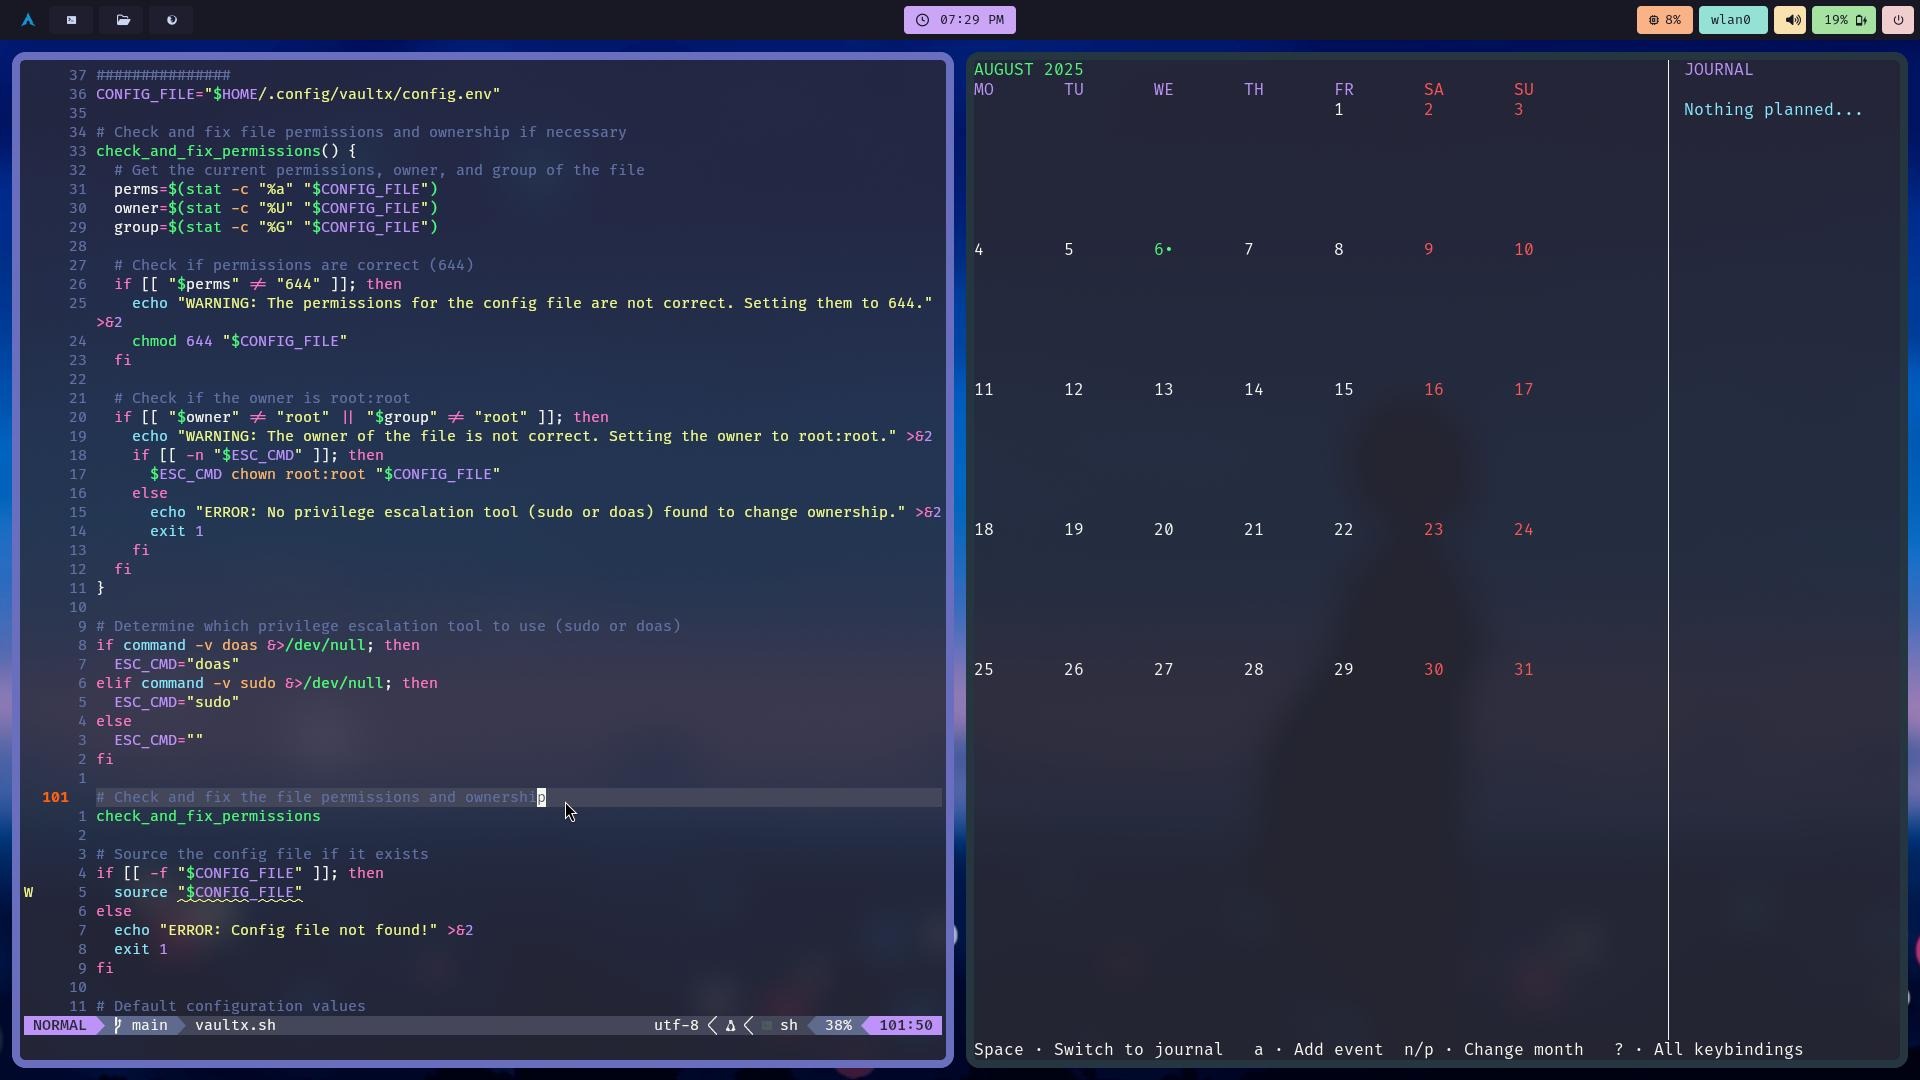 07:29 PM
8%
wlan0
19%
37 ###############
36 CONFIG_FILE="$HOME/.config/vaultx/config.env"
35
34 # Check and fix file permissions and ownership if necessary
33 check_and_fix_permissions() {
32   # Get the current permissions, owner, and group of the file
31   perms=$(stat -c "%a" "$CONFIG_FILE")
30   owner=$(stat -c "%U" "$CONFIG_FILE")
29   group=$(stat -c "%G" "$CONFIG_FILE")
28
27   # Check if permissions are correct (644)
26   if [[ "$perms" != "644" ]]; then
25     echo "WARNING: The permissions for the config file are not correct. Setting them to 644."
>&2
24     chmod 644 "$CONFIG_FILE"
23   fi
22
21   # Check if the owner is root:root
20   if [[ "$owner" != "root" || "$group" != "root" ]]; then
19     echo "WARNING: The owner of the file is not correct. Setting the owner to root:root." >&2
18     if [[ -n "$ESC_CMD" ]]; then
17       $ESC_CMD chown root:root "$CONFIG_FILE"
16     else
15       echo "ERROR: No privilege escalation tool (sudo or doas) found to change ownership." >&2
14       exit 1
13     fi
12   fi
11 }
10
9 # Determine which privilege escalation tool to use (sudo or doas)
8 if command -v doas &>/dev/null; then
7   ESC_CMD="doas"
6 elif command -v sudo &>/dev/null; then
5   ESC_CMD="sudo"
4 else
3   ESC_CMD=""
2 fi
1
101 # Check and fix the file permissions and ownership
1 check_and_fix_permissions
2
3 # Source the config file if it exists
4 if [[ -f "$CONFIG_FILE" ]]; then
W 5   source "$CONFIG_FILE"
6 else
7   echo "ERROR: Config file not found!" >&2
8   exit 1
9 fi
10
11 # Default configuration values
NORMAL main vaultx.sh utf-8 sh 38% 101:50
AUGUST 2025
MO TU WE TH FR SA SU
1 2 3
4 5 6• 7 8 9 10
11 12 13 14 15 16 17
18 19 20 21 22 23 24
25 26 27 28 29 30 31
JOURNAL
Nothing planned...
Space · Switch to journal a · Add event n/p · Change month ? · All keybindings